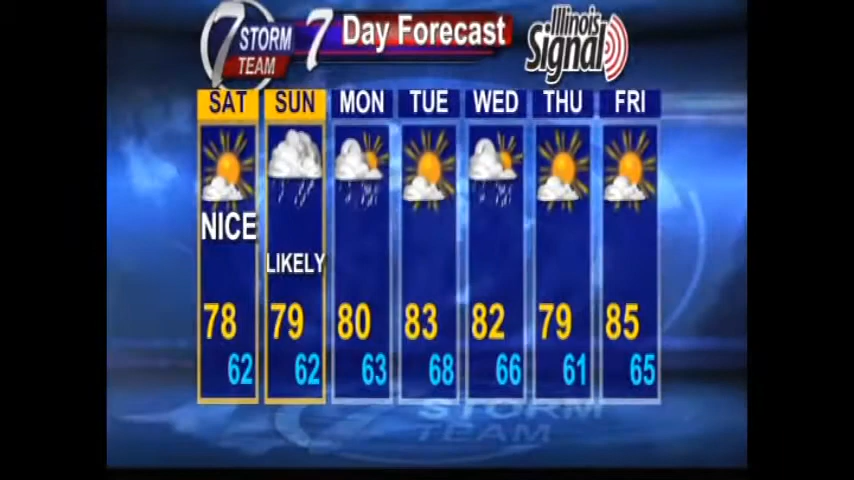 7 STORM TEAM
7 Day Forecast
Illinois Signal
SAT SUN MON TUE WED THU FRI
NICE
LIKELY
78 79 80 83 82 79 85
62 62 63 68 66 61 65
7 STORM
TEAM